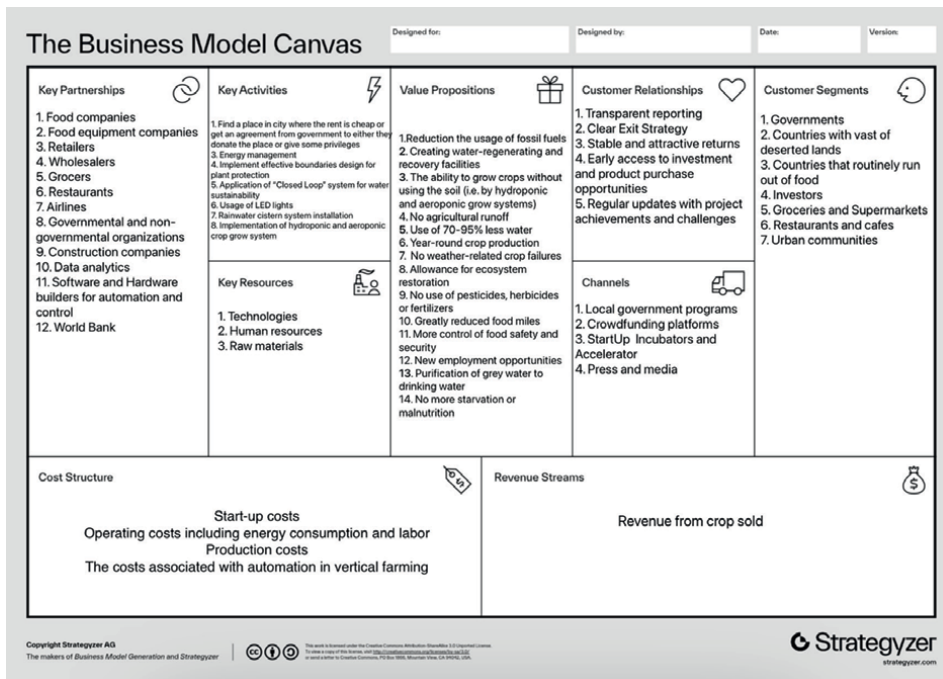 The Business Model Canvas
Designed for:
Designed by:
Date:
Version:
Key Partnerships
1. Food companies
2. Food equipment companies
3. Retailers
4. Wholesalers
5. Grocers
6. Restaurants
7. Airlines
8. Governmental and non-
governmental organizations
9. Construction companies
10. Data analytics
11. Software and Hardware
builders for automation and
control
12. World Bank
Key Activities
1. Find a place in city where the rent is cheap or
get an agreement from government to either they
donate the place or give some privileges
3. Energy management
4. Implement effective boundaries design for
plant protection
5. Application of "Closed Loop" system for water
sustainability
6. Usage of LED lights
7. Rainwater cistern system installation
8. Implementation of hydroponic and aeroponic
crop grow system
Key Resources
1. Technologies
2. Human resources
3. Raw materials
Value Propositions
1.Reduction the usage of fossil fuels
2. Creating water-regenerating and
recovery facilities
3. The ability to grow crops without
using the soil (i.e. by hydroponic
and aeroponic grow systems)
4. No agricultural runoff
5. Use of 70-95% less water
6. Year-round crop production
7. No weather-related crop failures
8. Allowance for ecosystem
restoration
9. No use of pesticides, herbicides
or fertilizers
10. Greatly reduced food miles
11. More control of food safety and
security
12. New employment opportunities
13. Purification of grey water to
drinking water
14. No more starvation or
malnutrition
Customer Relationships
1. Transparent reporting
2. Clear Exit Strategy
3. Stable and attractive returns
4. Early access to investment
and product purchase
opportunities
5. Regular updates with project
achievements and challenges
Channels
1. Local government programs
2. Crowdfunding platforms
3. StartUp Incubators and
Accelerator
4. Press and media
Customer Segments
1. Governments
2. Countries with vast of
deserted lands
3. Countries that routinely run
out of food
4. Investors
5. Groceries and Supermarkets
6. Restaurants and cafes
7. Urban communities
Cost Structure
Start-up costs
Operating costs including energy consumption and labor
Production costs
The costs associated with automation in vertical farming
Revenue Streams
Revenue from crop sold
Copyright Strategyzer AG
The makers of Business Model Generation and Strategyzer
This work is licensed under the Creative Commons Attribution-ShareAlike 3.0 Unported License.
Strategyzer
strategyzer.com